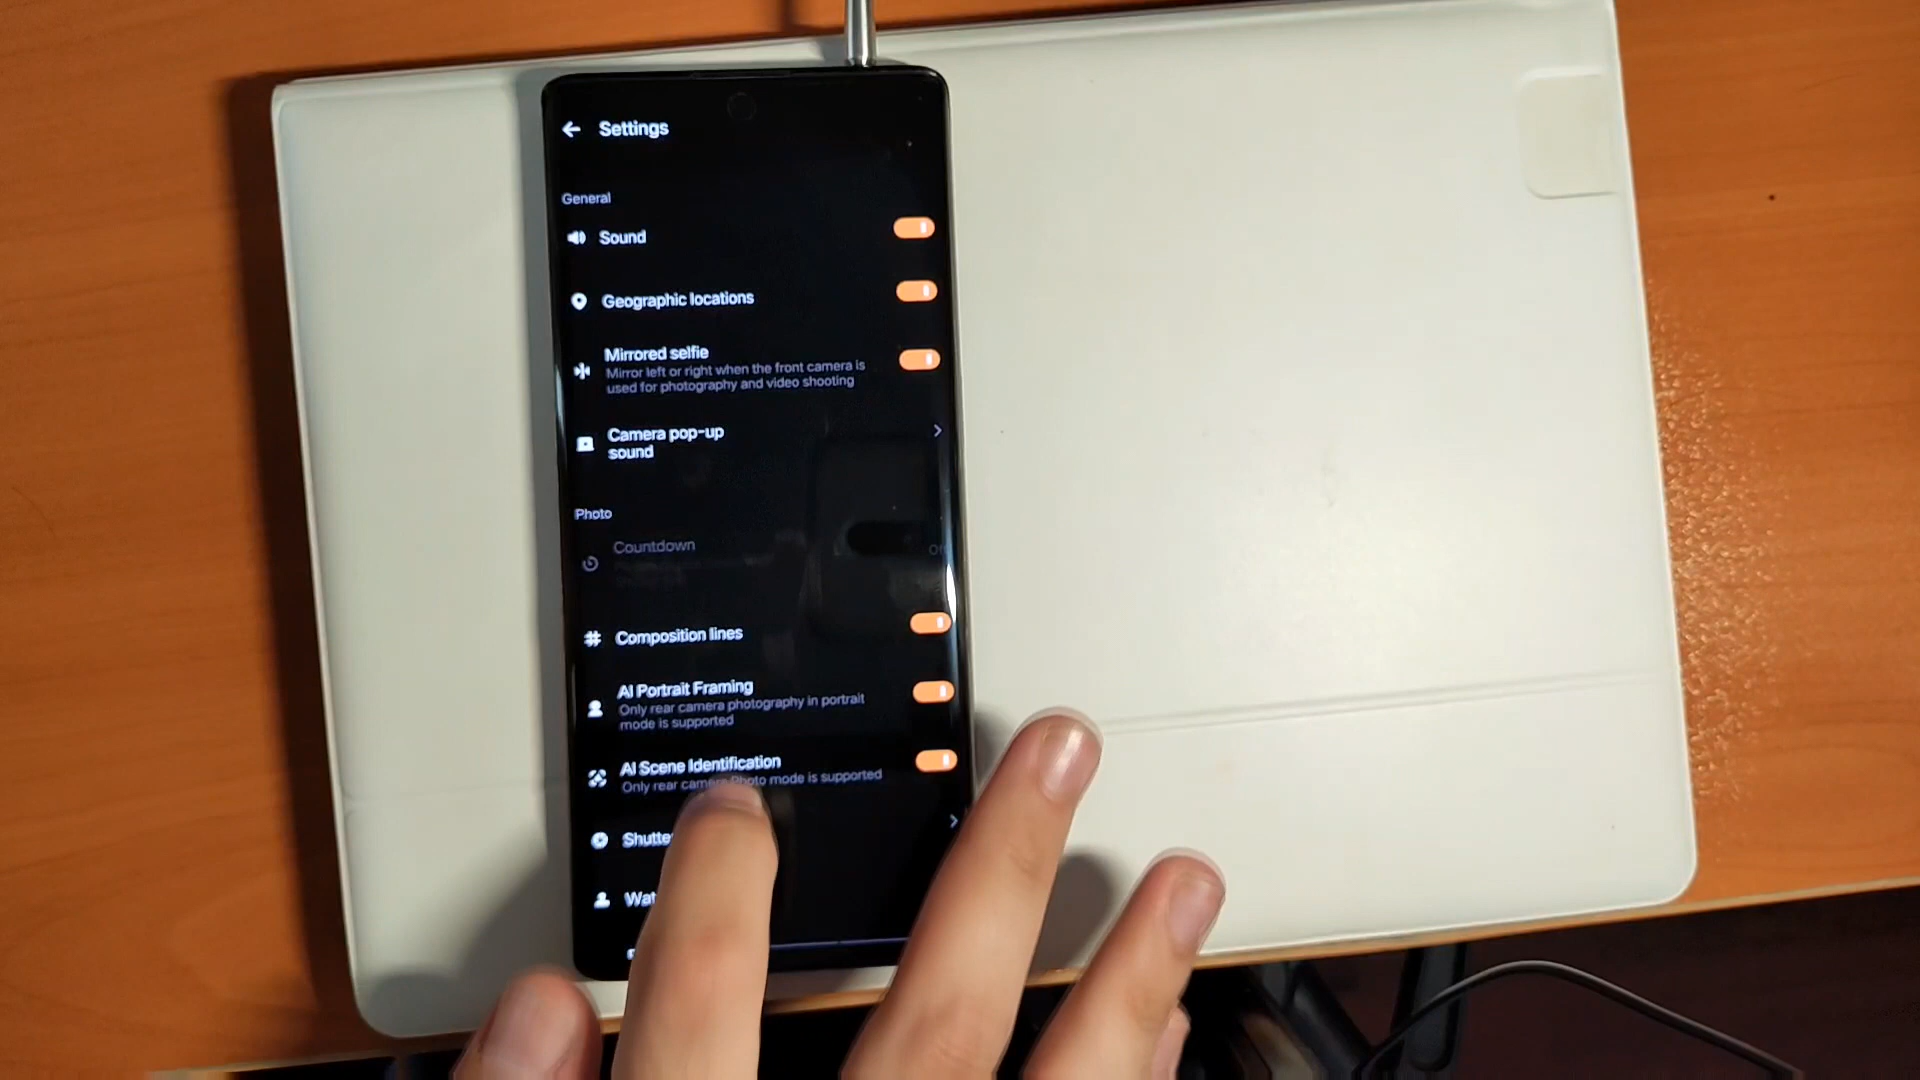 Settings
General
Sound
Geographic locations
Mirrored selfie
Mirror left or right when the front camera is
used for photography and video shooting
Camera pop-up
sound
Photo
Countdown
Composition lines
AI Portrait Framing
Only rear camera photography in portrait
mode is supported
AI Scene Identification
Only rear camera Photo mode is supported